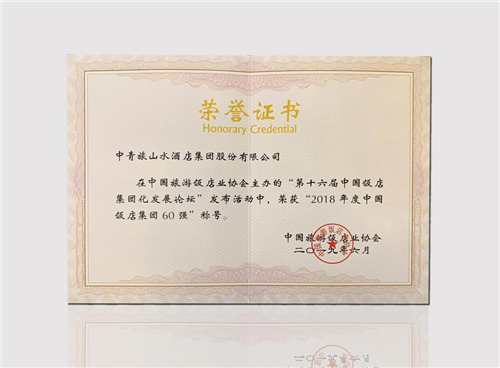 荣誉证书
Honorary Credential
中青旅山水酒店集团股份有限公司
在中国旅游饭店业协会主办的“第十六届中国饭店
集团化发展论坛”发布活动中，荣获“2018年度中国
饭店集团60强”称号。
中国旅游饭店业协会
二〇一九年六月